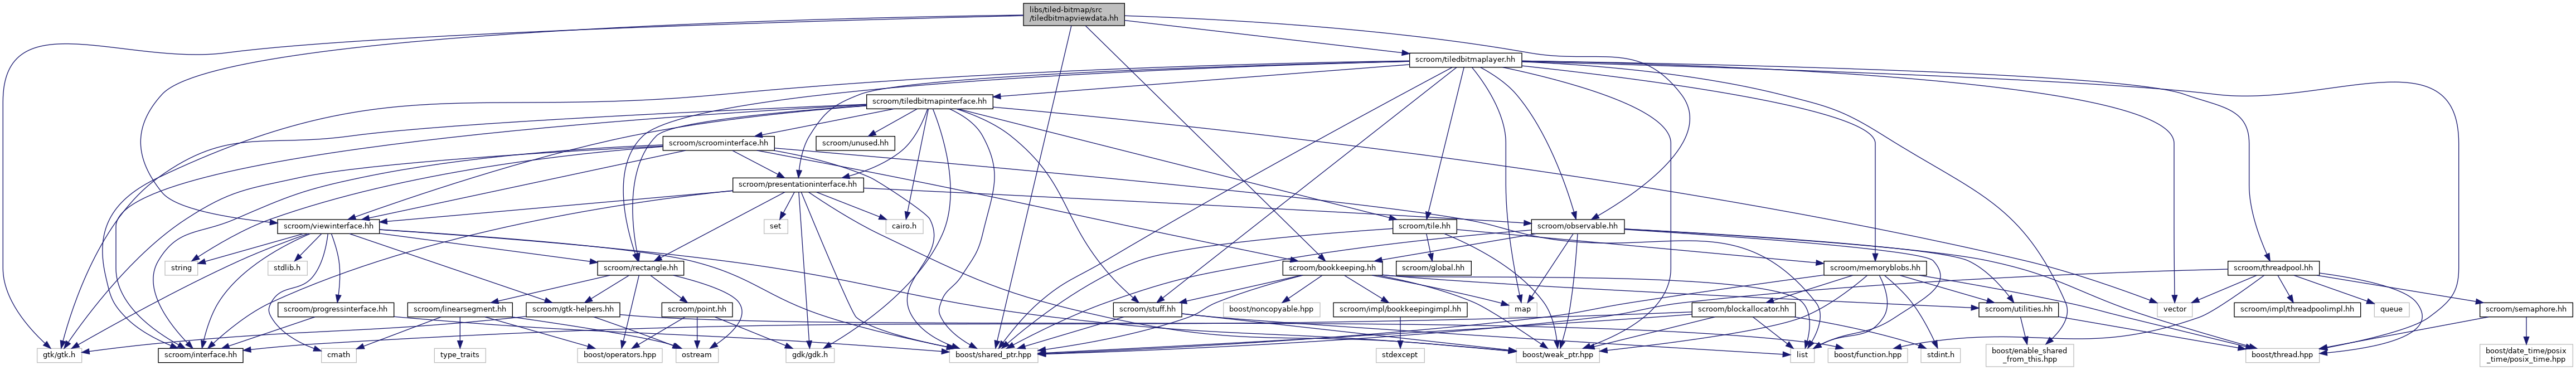 libs/tiled-bitmap/src
/tiledbitmapviewdata.hh
scroom/tiledbitmaplayer.hh
scroom/tiledbitmapinterface.hh
scroom/scroominterface.hh
scroom/unused.hh
scroom/presentationinterface.hh
scroom/viewinterface.hh
set
cairo.h
scroom/tile.hh
scroom/observable.hh
string
stdlib.h
scroom/rectangle.hh
scroom/bookkeeping.hh
scroom/global.hh
scroom/memoryblobs.hh
scroom/threadpool.hh
scroom/progressinterface.hh
scroom/linearsegment.hh
scroom/gtk-helpers.hh
scroom/point.hh
scroom/stuff.hh
boost/noncopyable.hpp
scroom/impl/bookkeepingimpl.hh
map
scroom/blockallocator.hh
scroom/utilities.hh
vector
scroom/impl/threadpoolimpl.hh
queue
scroom/semaphore.hh
gtk/gtk.h
scroom/interface.hh
cmath
type_traits
boost/operators.hpp
ostream
gdk/gdk.h
boost/shared_ptr.hpp
stdexcept
boost/weak_ptr.hpp
list
boost/function.hpp
stdint.h
boost/enable_shared
_from_this.hpp
boost/thread.hpp
boost/date_time/posix
_time/posix_time.hpp